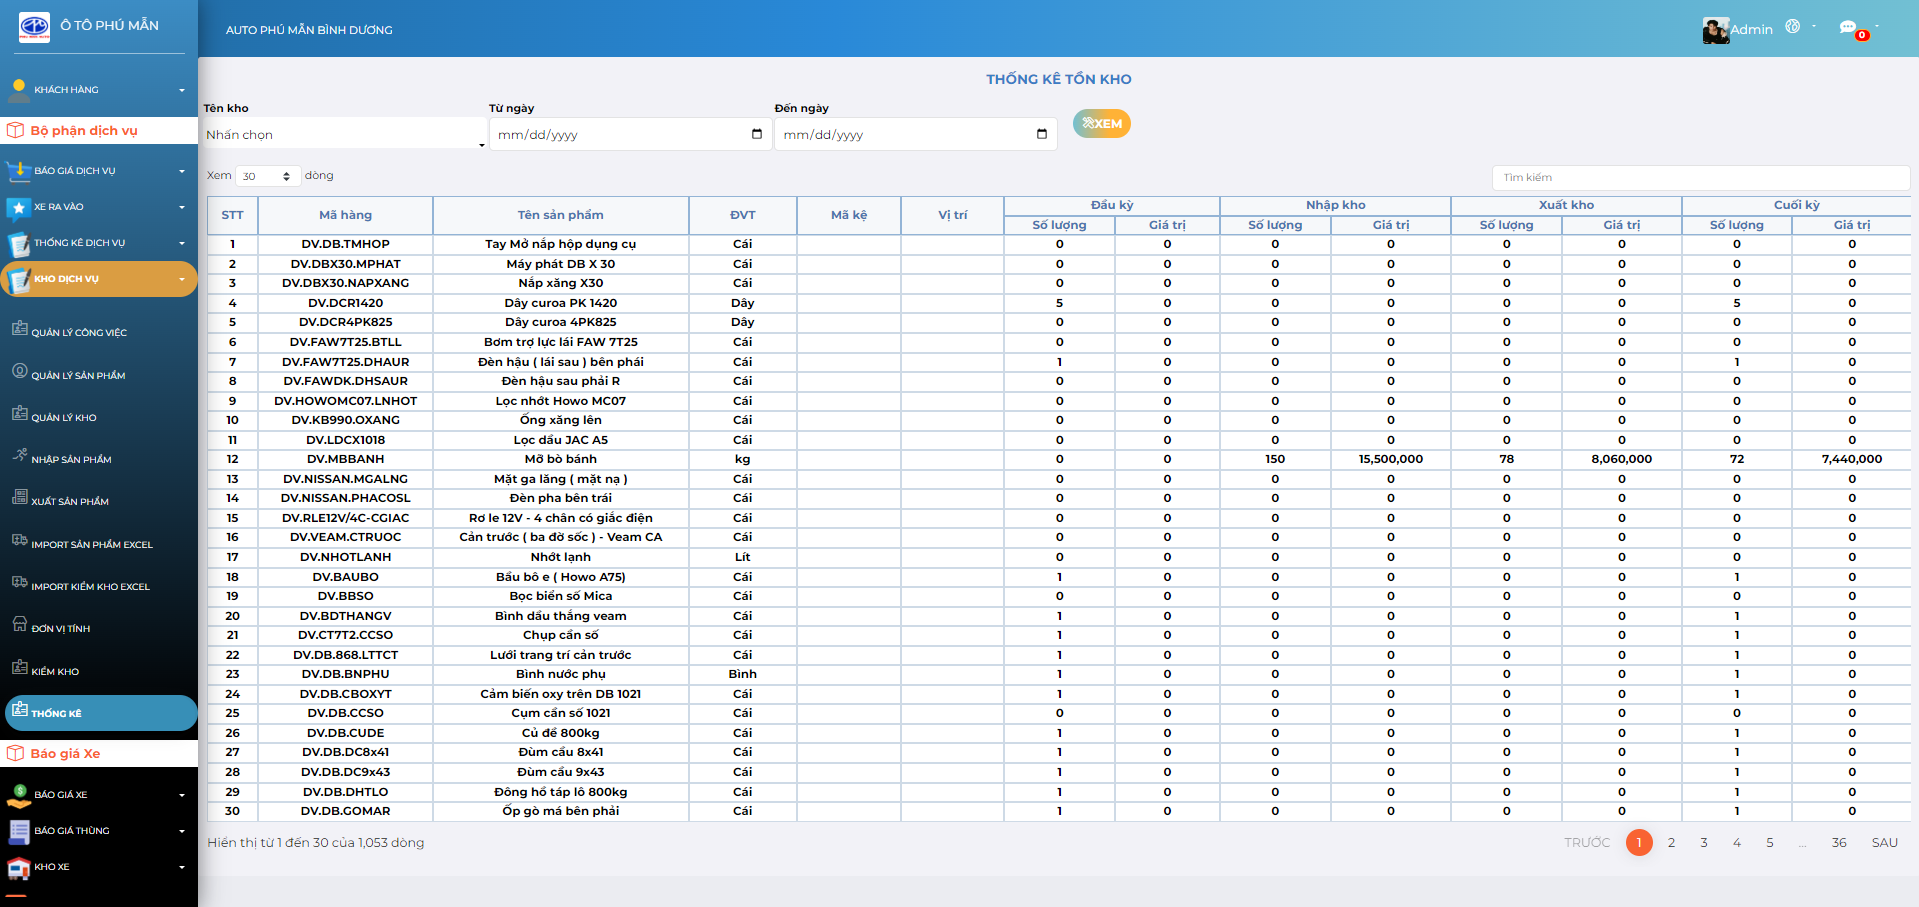 Ô TÔ PHÚ MẪN
AUTO PHÚ MẪN BÌNH DƯƠNG
Admin
0
KHÁCH HÀNG
Bộ phận dịch vụ
BÁO GIÁ DỊCH VỤ
XE RA VÀO
THỐNG KÊ DỊCH VỤ
KHO DỊCH VỤ
QUẢN LÝ CÔNG VIỆC
QUẢN LÝ SẢN PHẨM
QUẢN LÝ KHO
NHẬP SẢN PHẨM
XUẤT SẢN PHẨM
IMPORT SẢN PHẨM EXCEL
IMPORT KIỂM KHO EXCEL
ĐƠN VỊ TÍNH
KIỂM KHO
THỐNG KÊ
Báo giá Xe
BÁO GIÁ XE
BÁO GIÁ THÙNG
KHO XE
THỐNG KÊ TỒN KHO
Tên kho Từ ngày Đến ngày
Nhấn chọn mm/dd/yyyy mm/dd/yyyy XEM
Xem 30 dòng Tìm kiếm
STT Mã hàng Tên sản phẩm ĐVT Mã kệ Vị trí Đầu kỳ Nhập kho Xuất kho Cuối kỳ
Số lượng Giá trị Số lượng Giá trị Số lượng Giá trị Số lượng Giá trị
1 DV.DB.TMHOP Tay Mở nắp hộp dụng cụ Cái 0 0 0 0 0 0 0 0
2 DV.DBX30.MPHAT Máy phát DB X 30 Cái 0 0 0 0 0 0 0 0
3 DV.DBX30.NAPXANG Nắp xăng X30 Cái 0 0 0 0 0 0 0 0
4 DV.DCR1420 Dây curoa PK 1420 Dây 5 0 0 0 0 0 5 0
5 DV.DCR4PK825 Dây curoa 4PK825 Dây 0 0 0 0 0 0 0 0
6 DV.FAW7T25.BTLL Bơm trợ lực lái FAW 7T25 Cái 0 0 0 0 0 0 0 0
7 DV.FAW7T25.DHAUR Đèn hậu ( lái sau ) bên phái Cái 1 0 0 0 0 0 1 0
8 DV.FAWDK.DHSAUR Đèn hậu sau phải R Cái 0 0 0 0 0 0 0 0
9 DV.HOWOMC07.LNHOT Lọc nhớt Howo MC07 Cái 0 0 0 0 0 0 0 0
10 DV.KB990.OXANG Ống xăng lên Cái 0 0 0 0 0 0 0 0
11 DV.LDCX1018 Lọc dầu JAC A5 Cái 0 0 0 0 0 0 0 0
12 DV.MBBANH Mỡ bò bánh kg 0 0 150 15,500,000 78 8,060,000 72 7,440,000
13 DV.NISSAN.MGALNG Mặt ga lăng ( mặt nạ ) Cái 0 0 0 0 0 0 0 0
14 DV.NISSAN.PHACOSL Đèn pha bên trái Cái 0 0 0 0 0 0 0 0
15 DV.RLE12V/4C-CGIAC Rơ le 12V - 4 chân có giắc điện Cái 0 0 0 0 0 0 0 0
16 DV.VEAM.CTRUOC Cản trước ( ba đờ sốc ) - Veam CA Cái 0 0 0 0 0 0 0 0
17 DV.NHOTLANH Nhớt lạnh Lít 0 0 0 0 0 0 0 0
18 DV.BAUBO Bầu bô e ( Howo A75) Cái 1 0 0 0 0 0 1 0
19 DV.BBSO Bọc biển số Mica Cái 0 0 0 0 0 0 0 0
20 DV.BDTHANGV Bình dầu thắng veam Cái 1 0 0 0 0 0 1 0
21 DV.CT7T2.CCSO Chụp cần số Cái 1 0 0 0 0 0 1 0
22 DV.DB.868.LTTCT Lưới trang trí cản trước Cái 1 0 0 0 0 0 1 0
23 DV.DB.BNPHU Bình nước phụ Bình 1 0 0 0 0 0 1 0
24 DV.DB.CBOXYT Cảm biến oxy trên DB 1021 Cái 1 0 0 0 0 0 1 0
25 DV.DB.CCSO Cụm cần số 1021 Cái 0 0 0 0 0 0 0 0
26 DV.DB.CUDE Củ đề 800kg Cái 1 0 0 0 0 0 1 0
27 DV.DB.DC8x41 Đùm cầu 8x41 Cái 1 0 0 0 0 0 1 0
28 DV.DB.DC9x43 Đùm cầu 9x43 Cái 1 0 0 0 0 0 1 0
29 DV.DB.DHTLO Đông hồ táp lô 800kg Cái 1 0 0 0 0 0 1 0
30 DV.DB.GOMAR Ốp gò má bên phải Cái 1 0 0 0 0 0 1 0
Hiển thị từ 1 đến 30 của 1,053 dòng TRƯỚC 1 2 3 4 5 ... 36 SAU